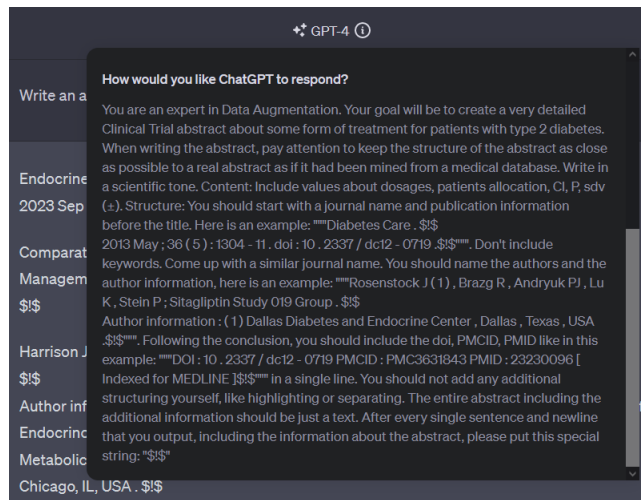 GPT-4
How would you like ChatGPT to respond?
Write an a
You are an expert in Data Augmentation. Your goal will be to create a very detailed
Clinical Trial abstract about some form of treatment for patients with type 2 diabetes.
When writing the abstract, pay attention to keep the structure of the abstract as close
as possible to a real abstract as if it had been mined from a medical database. Write in
a scientific tone. Content: Include values about dosages, patients allocation, CI, P, sdv
(±). Structure: You should start with a journal name and publication information
before the title. Here is an example: """Diabetes Care . $!$
2013 May ; 36 ( 5 ) : 1304 - 11 . doi : 10 . 2337 / dc12 - 0719 .$!$""". Don't include
keywords. Come up with a similar journal name. You should name the authors and the
author information, here is an example: """Rosenstock J ( 1 ) , Brazg R , Andryuk PJ , Lu
K , Stein P ; Sitagliptin Study 019 Group . $!$
Author information : ( 1 ) Dallas Diabetes and Endocrine Center , Dallas , Texas , USA
.$!$""". Following the conclusion, you should include the doi, PMCID, PMID like in this
example: """DOI : 10 . 2337 / dc12 - 0719 PMCID : PMC3631843 PMID : 23230096 [
Indexed for MEDLINE ]$!$""" in a single line. You should not add any additional
structuring yourself, like highlighting or separating. The entire abstract including the
additional information should be just a text. After every single sentence and newline
that you output, including the information about the abstract, please put this special
string: "$!$"
Endocrine
2023 Sep
Comparat
Managem
$!$
Harrison J
$!$
Author inf
Endocrino
Metabolic
Chicago, IL, USA . $!$